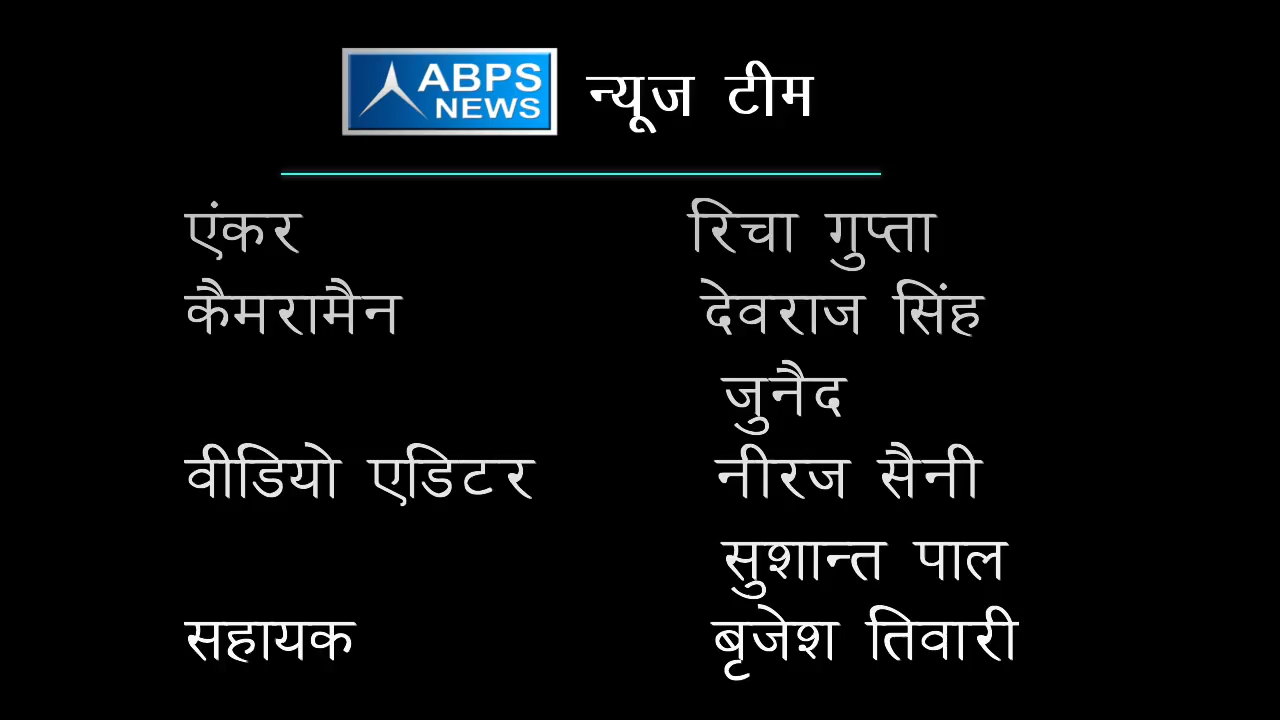 ABPS NEWS न्यूज टीम
एंकर रिचा गुप्ता
कैमरामैन देवराज सिंह
जुनैद
वीडियो एडिटर नीरज सैनी
सुशान्त पाल
सहायक बृजेश तिवारी